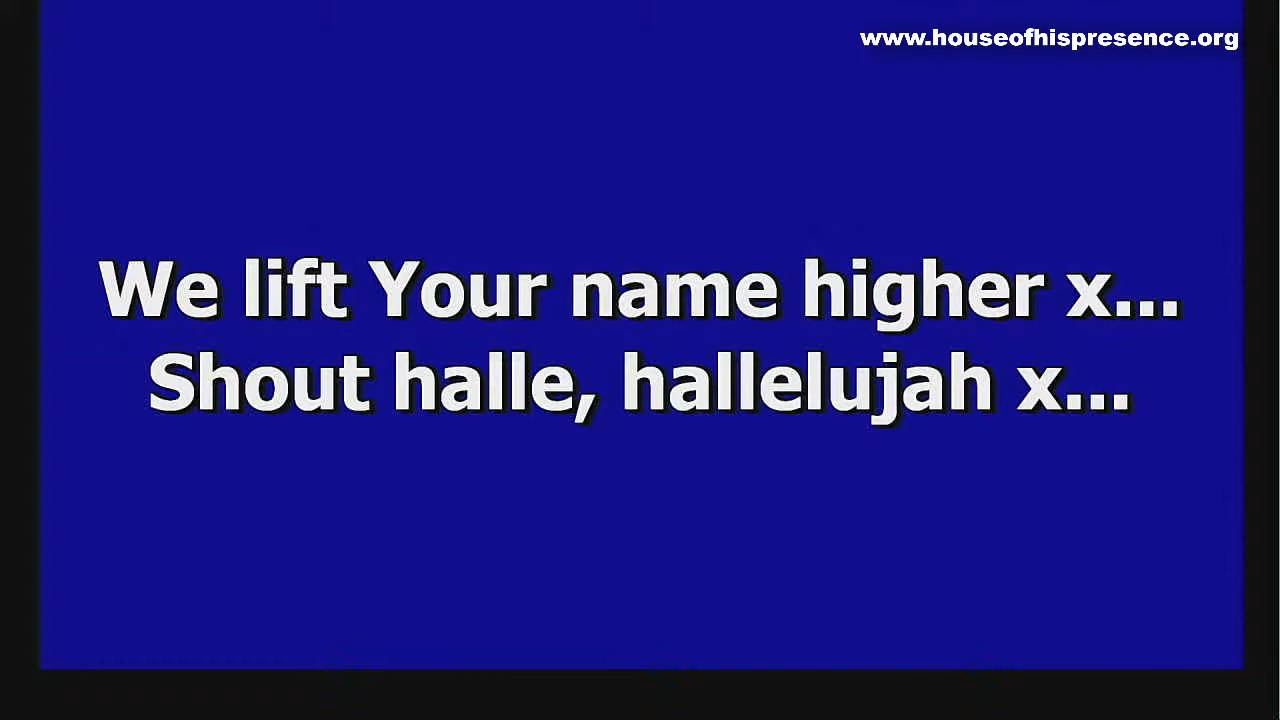 www.houseofhispresence.org
We lift Your name higher x...
Shout halle, hallelujah x...